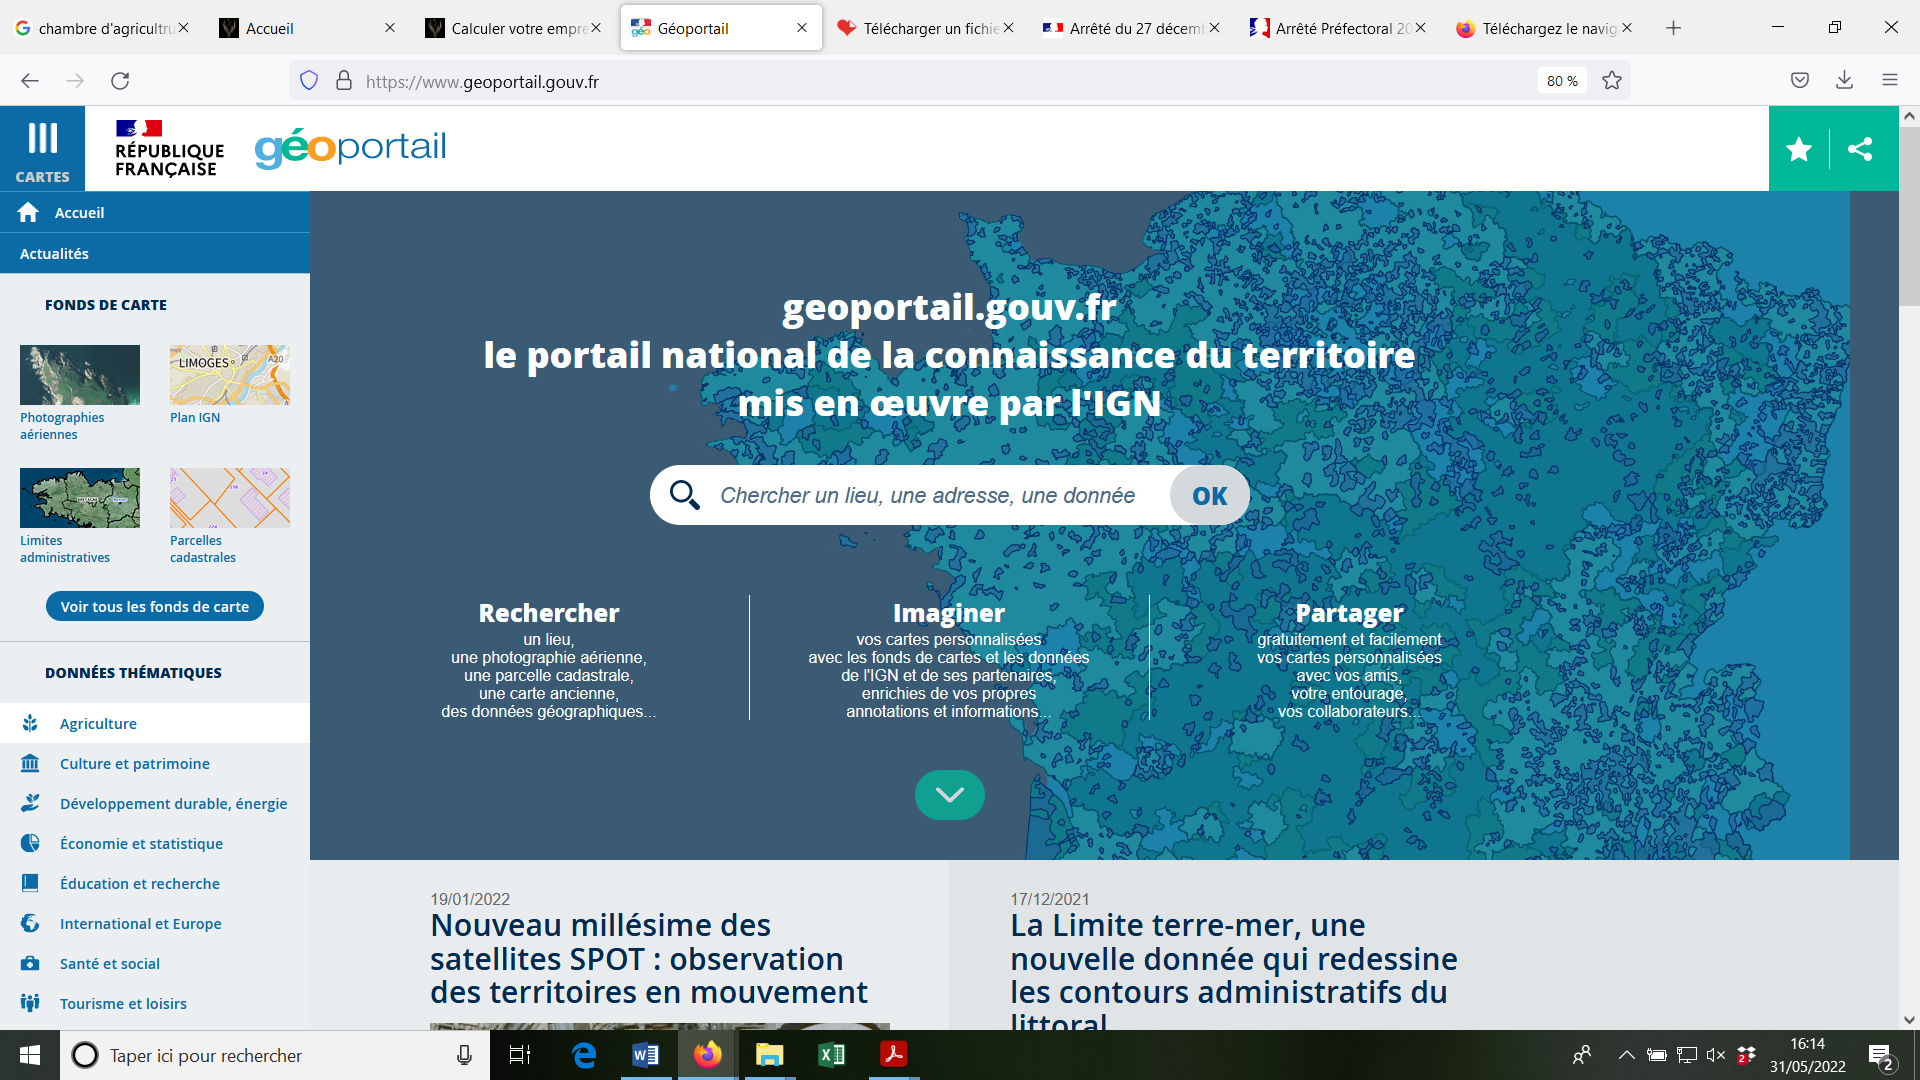 chambre d'agricultru
Accueil
Calculer votre empre
Géoportail
Télécharger un fichie
Arrêté du 27 décemb
Arrêté Préfectoral 20
Téléchargez le navig
https://www.geoportail.gouv.fr
80 %
CARTES
RÉPUBLIQUE
FRANÇAISE
géoportail
Accueil
Actualités
FONDS DE CARTE
LIMOGES
A20
Photographies
aériennes
Plan IGN
BRETAGNE
Limites
administratives
Parcelles
cadastrales
Voir tous les fonds de carte
DONNÉES THÉMATIQUES
Agriculture
Culture et patrimoine
Développement durable, énergie
Économie et statistique
Éducation et recherche
International et Europe
Santé et social
Tourisme et loisirs
geoportail.gouv.fr
le portail national de la connaissance du territoire
mis en œuvre par l'IGN
Chercher un lieu, une adresse, une donnée
OK
Rechercher
un lieu,
une photographie aérienne,
une parcelle cadastrale,
une carte ancienne,
des données géographiques...
Imaginer
vos cartes personnalisées
avec les fonds de cartes et les données
de l'IGN et de ses partenaires,
enrichies de vos propres
annotations et informations...
Partager
gratuitement et facilement
vos cartes personnalisées
avec vos amis,
votre entourage,
vos collaborateurs...
19/01/2022
Nouveau millésime des
satellites SPOT : observation
des territoires en mouvement
17/12/2021
La Limite terre-mer, une
nouvelle donnée qui redessine
les contours administratifs du
littoral
Taper ici pour rechercher
2
16:14
31/05/2022
2